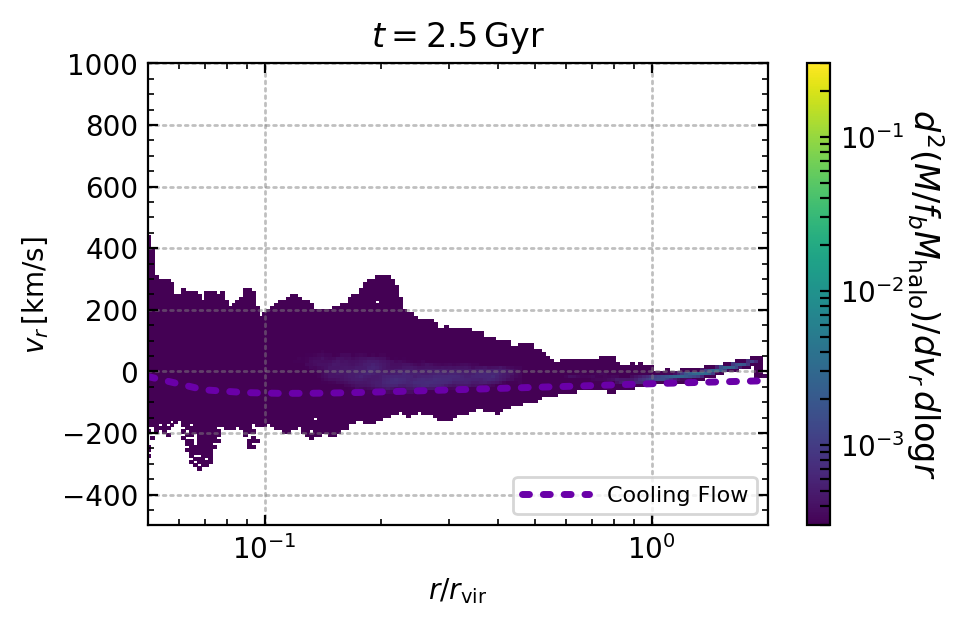 t = 2.5 Gyr
1000
800
600
400
200
0
−200
−400
v_r [km/s]
10^{-1}
10^{0}
r/r_vir
Cooling Flow
10^{-1}
10^{-2}
10^{-3}
d^2(M/f_b M_halo)/dv_r dlogr